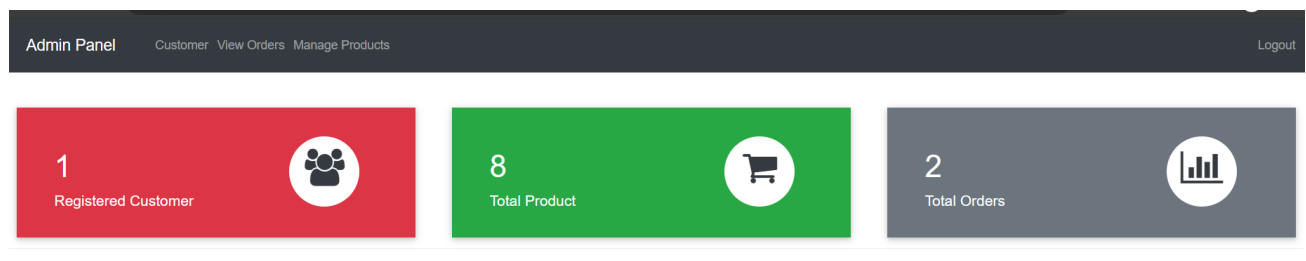 Admin Panel Customer View Orders Manage Products Logout
1
Registered Customer
8
Total Product
2
Total Orders